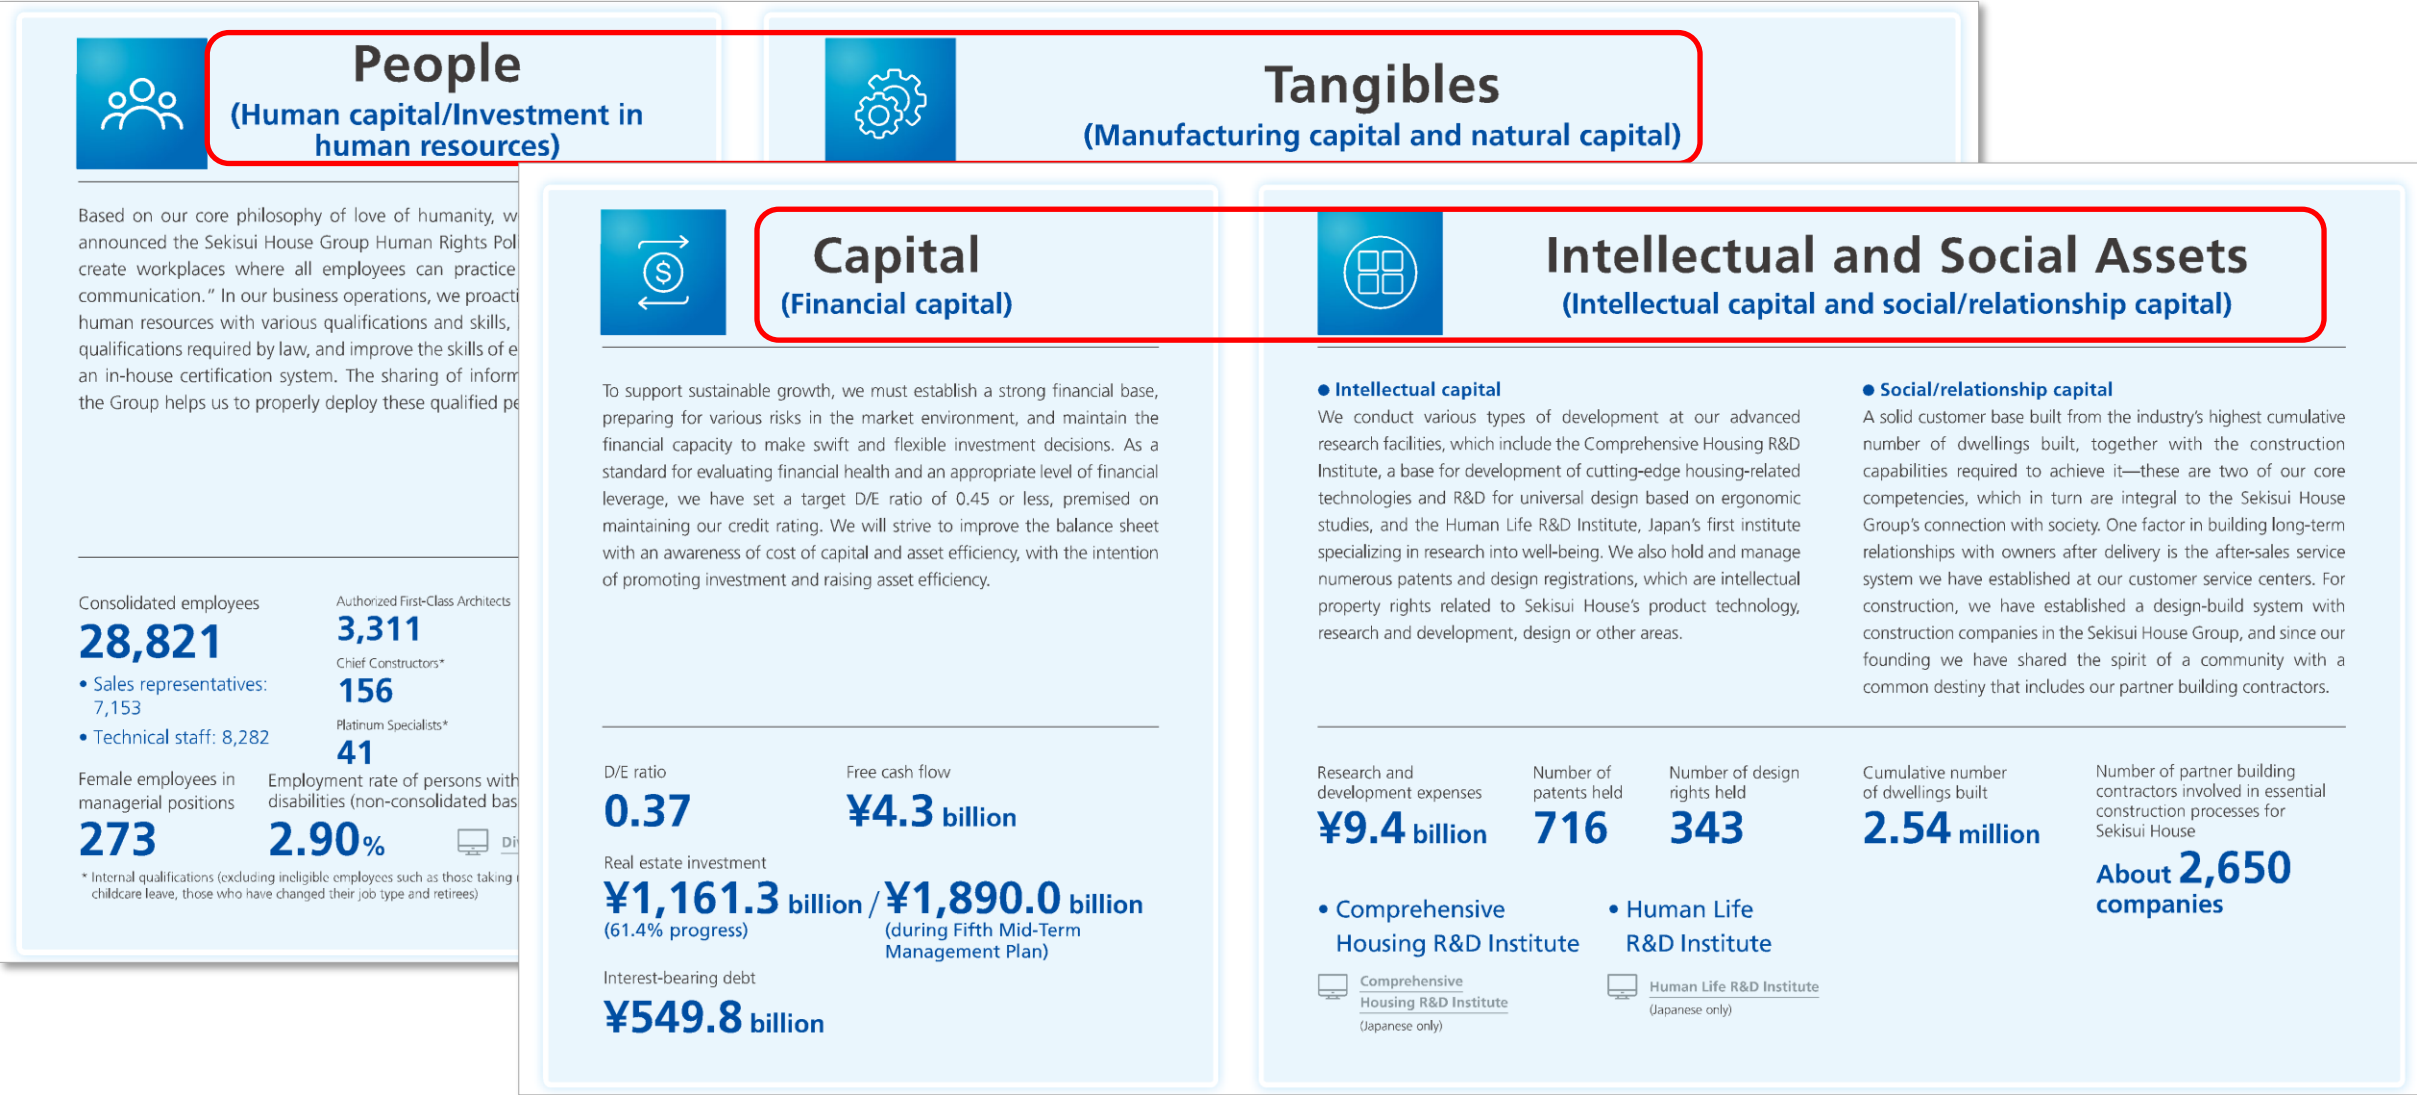 People
(Human capital/Investment in
human resources)
Tangibles
(Manufacturing capital and natural capital)
Based on our core philosophy of love of humanity, w
announced the Sekisui House Group Human Rights Pol
create workplaces where all employees can practice
communication.” In our business operations, we proacti
human resources with various qualifications and skills,
qualifications required by law, and improve the skills of e
an in-house certification system. The sharing of inform
the Group helps us to properly deploy these qualified pe
Consolidated employees
28,821
• Sales representatives:
7,153
• Technical staff: 8,282
Authorized First-Class Architects
3,311
Chief Constructors*
156
Platinum Specialists*
41
Female employees in
managerial positions
273
Employment rate of persons with
disabilities (non-consolidated bas
2.90%
Di
* Internal qualifications (excluding ineligible employees such as those taking
childcare leave, those who have changed their job type and retirees)
Capital
(Financial capital)
To support sustainable growth, we must establish a strong financial base,
preparing for various risks in the market environment, and maintain the
financial capacity to make swift and flexible investment decisions. As a
standard for evaluating financial health and an appropriate level of financial
leverage, we have set a target D/E ratio of 0.45 or less, premised on
maintaining our credit rating. We will strive to improve the balance sheet
with an awareness of cost of capital and asset efficiency, with the intention
of promoting investment and raising asset efficiency.
D/E ratio
0.37
Free cash flow
¥4.3 billion
Real estate investment
¥1,161.3 billion / ¥1,890.0 billion
(61.4% progress)
(during Fifth Mid-Term
Management Plan)
Interest-bearing debt
¥549.8 billion
Intellectual and Social Assets
(Intellectual capital and social/relationship capital)
● Intellectual capital
We conduct various types of development at our advanced
research facilities, which include the Comprehensive Housing R&D
Institute, a base for development of cutting-edge housing-related
technologies and R&D for universal design based on ergonomic
studies, and the Human Life R&D Institute, Japan’s first institute
specializing in research into well-being. We also hold and manage
numerous patents and design registrations, which are intellectual
property rights related to Sekisui House’s product technology,
research and development, design or other areas.
● Social/relationship capital
A solid customer base built from the industry’s highest cumulative
number of dwellings built, together with the construction
capabilities required to achieve it—these are two of our core
competencies, which in turn are integral to the Sekisui House
Group’s connection with society. One factor in building long-term
relationships with owners after delivery is the after-sales service
system we have established at our customer service centers. For
construction, we have established a design-build system with
construction companies in the Sekisui House Group, and since our
founding we have shared the spirit of a community with a
common destiny that includes our partner building contractors.
Research and
development expenses
¥9.4 billion
Number of
patents held
716
Number of design
rights held
343
• Comprehensive
Housing R&D Institute
• Human Life
R&D Institute
Comprehensive
Housing R&D Institute
(Japanese only)
Human Life R&D Institute
(Japanese only)
Cumulative number
of dwellings built
2.54 million
Number of partner building
contractors involved in essential
construction processes for
Sekisui House
About 2,650
companies